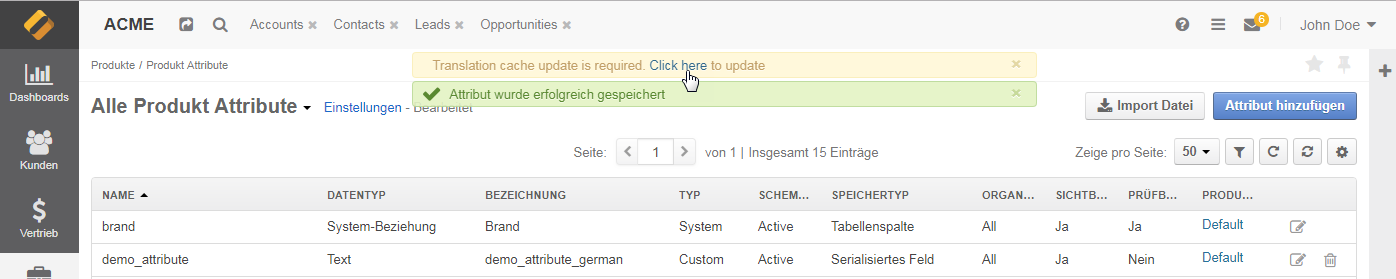 ACME Accounts × Contacts × Leads × Opportunities × 6 John Doe
Dashboards
Kunden
Vertrieb
Produkte / Produkt Attribute
Translation cache update is required. Click here to update ×
Attribut wurde erfolgreich gespeichert ×
Alle Produkt Attribute Einstellungen - Bearbeitet
Import Datei Attribut hinzufügen
Seite: 1 von 1 | Insgesamt 15 Einträge Zeige pro Seite: 50
NAME DATENTYP BEZEICHNUNG TYP SCHEM... SPEICHERTYP ORGAN... SICHTB... PRÜFB... PRODU...
brand System-Beziehung Brand System Active Tabellenspalte All Ja Ja Default
demo_attribute Text demo_attribute_german Custom Active Serialisiertes Feld All Ja Nein Default